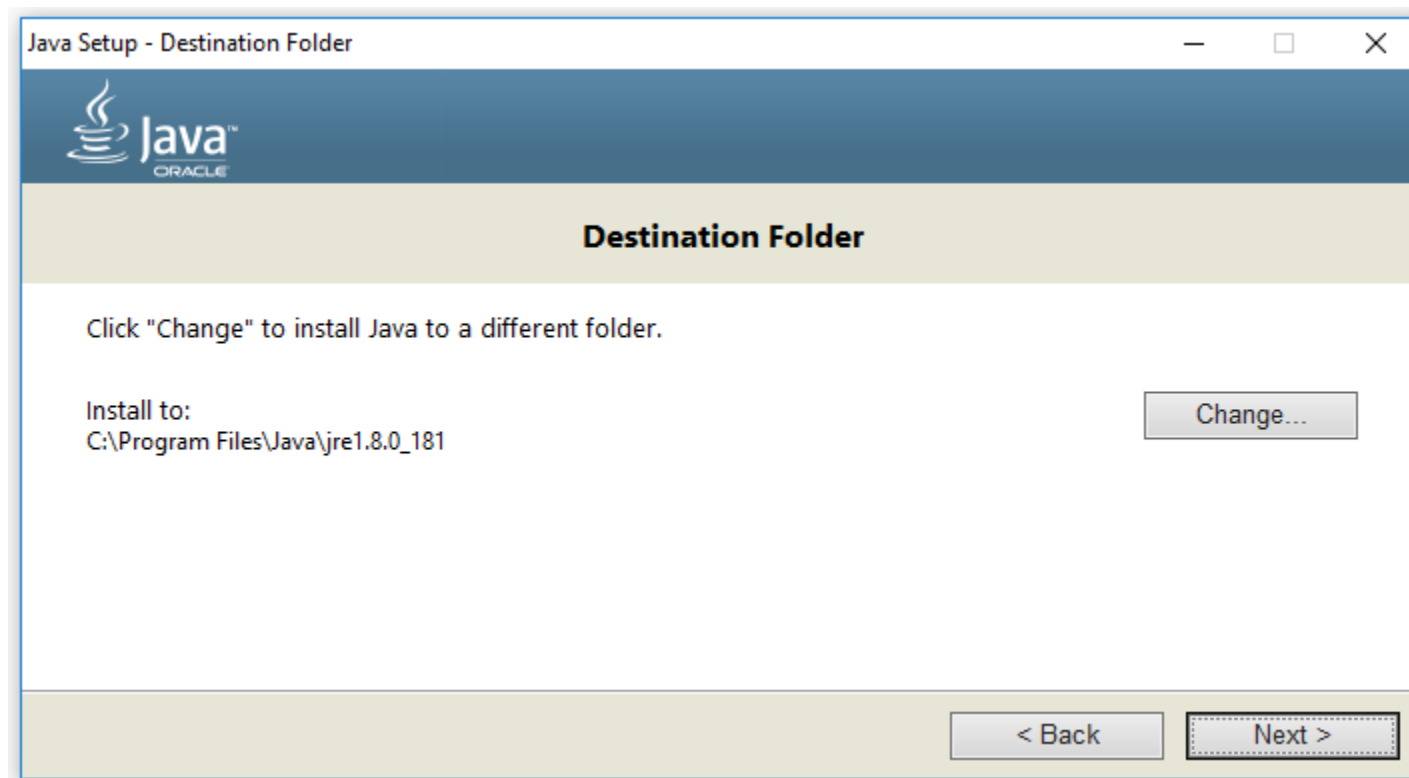 Java Setup - Destination Folder
Java™
ORACLE
Destination Folder
Click "Change" to install Java to a different folder.
Install to:
Change...
C:\Program Files\Java\jre1.8.0_181
< Back
Next >